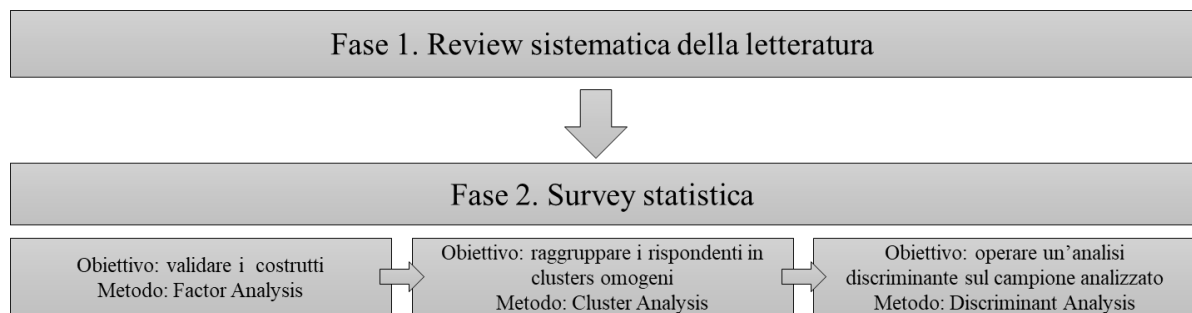 Fase 1. Review sistematica della letteratura
Fase 2. Survey statistica
Obiettivo: validare i costrutti
Metodo: Factor Analysis
Obiettivo: raggruppare i rispondenti in
clusters omogeni
Metodo: Cluster Analysis
Obiettivo: operare un'analisi
discriminante sul campione analizzato
Metodo: Discriminant Analysis